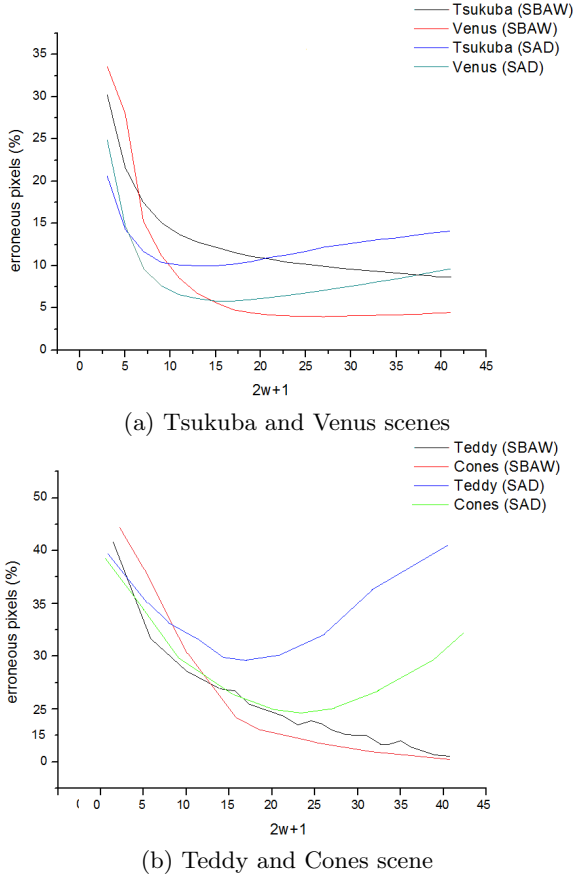 Tsukuba (SBAW)
Venus (SBAW)
Tsukuba (SAD)
Venus (SAD)
35
30
25
20
15
10
5
0
erroneous pixels (%)
0 5 10 15 20 25 30 35 40 45
2w+1
(a) Tsukuba and Venus scenes
Teddy (SBAW)
Cones (SBAW)
Teddy (SAD)
Cones (SAD)
50
40
35
30
25
15
0
erroneous pixels (%)
( 0 5 10 15 20 25 30 35 40 45
2w+1
(b) Teddy and Cones scene